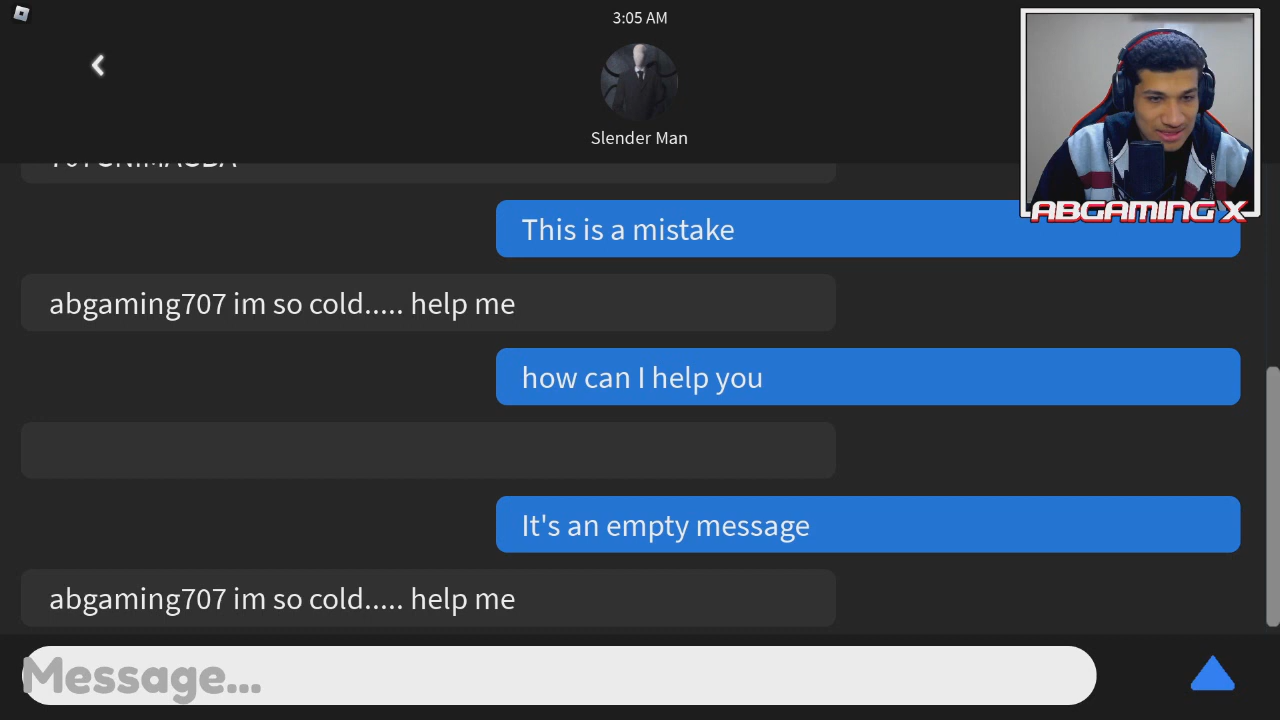 3:05 AM
Slender Man
ABGAMING X
This is a mistake
abgaming707 im so cold..... help me
how can I help you
It's an empty message
abgaming707 im so cold..... help me
Message...